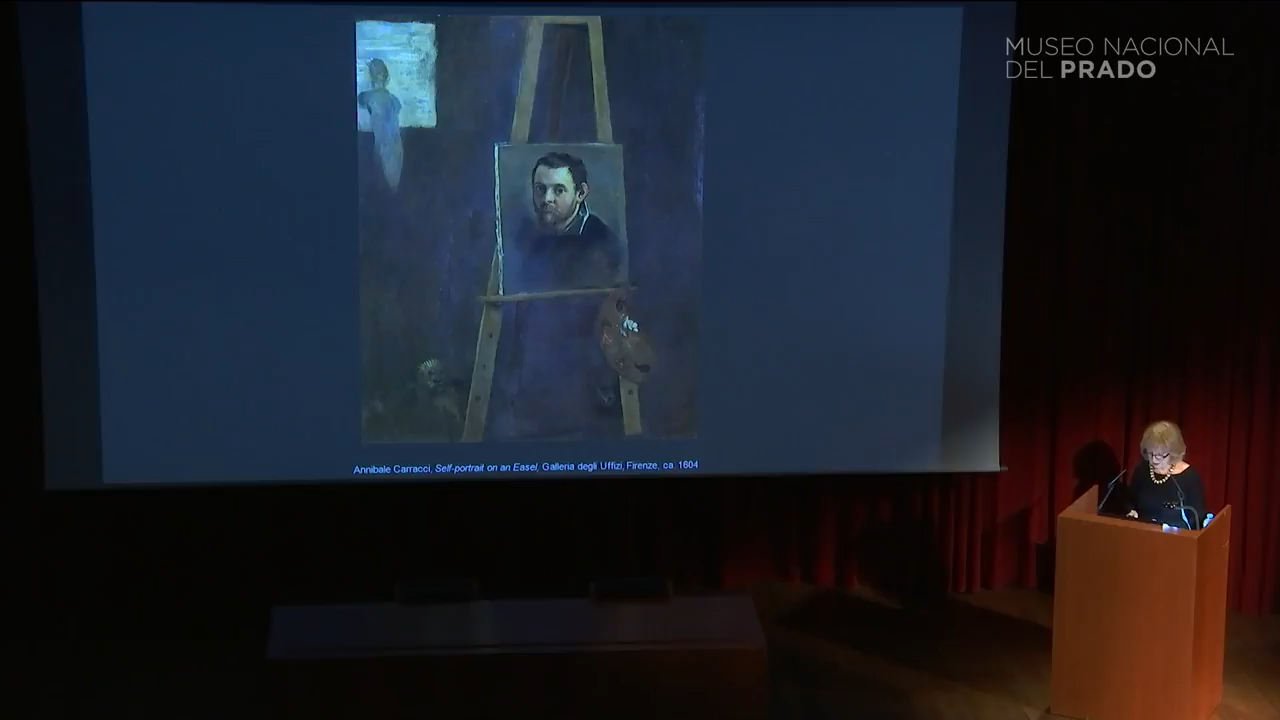 MUSEO NACIONAL
DEL PRADO
Annibale Carracci, Self-portrait on an Easel, Galleria degli Uffizi, Firenze, ca. 1604